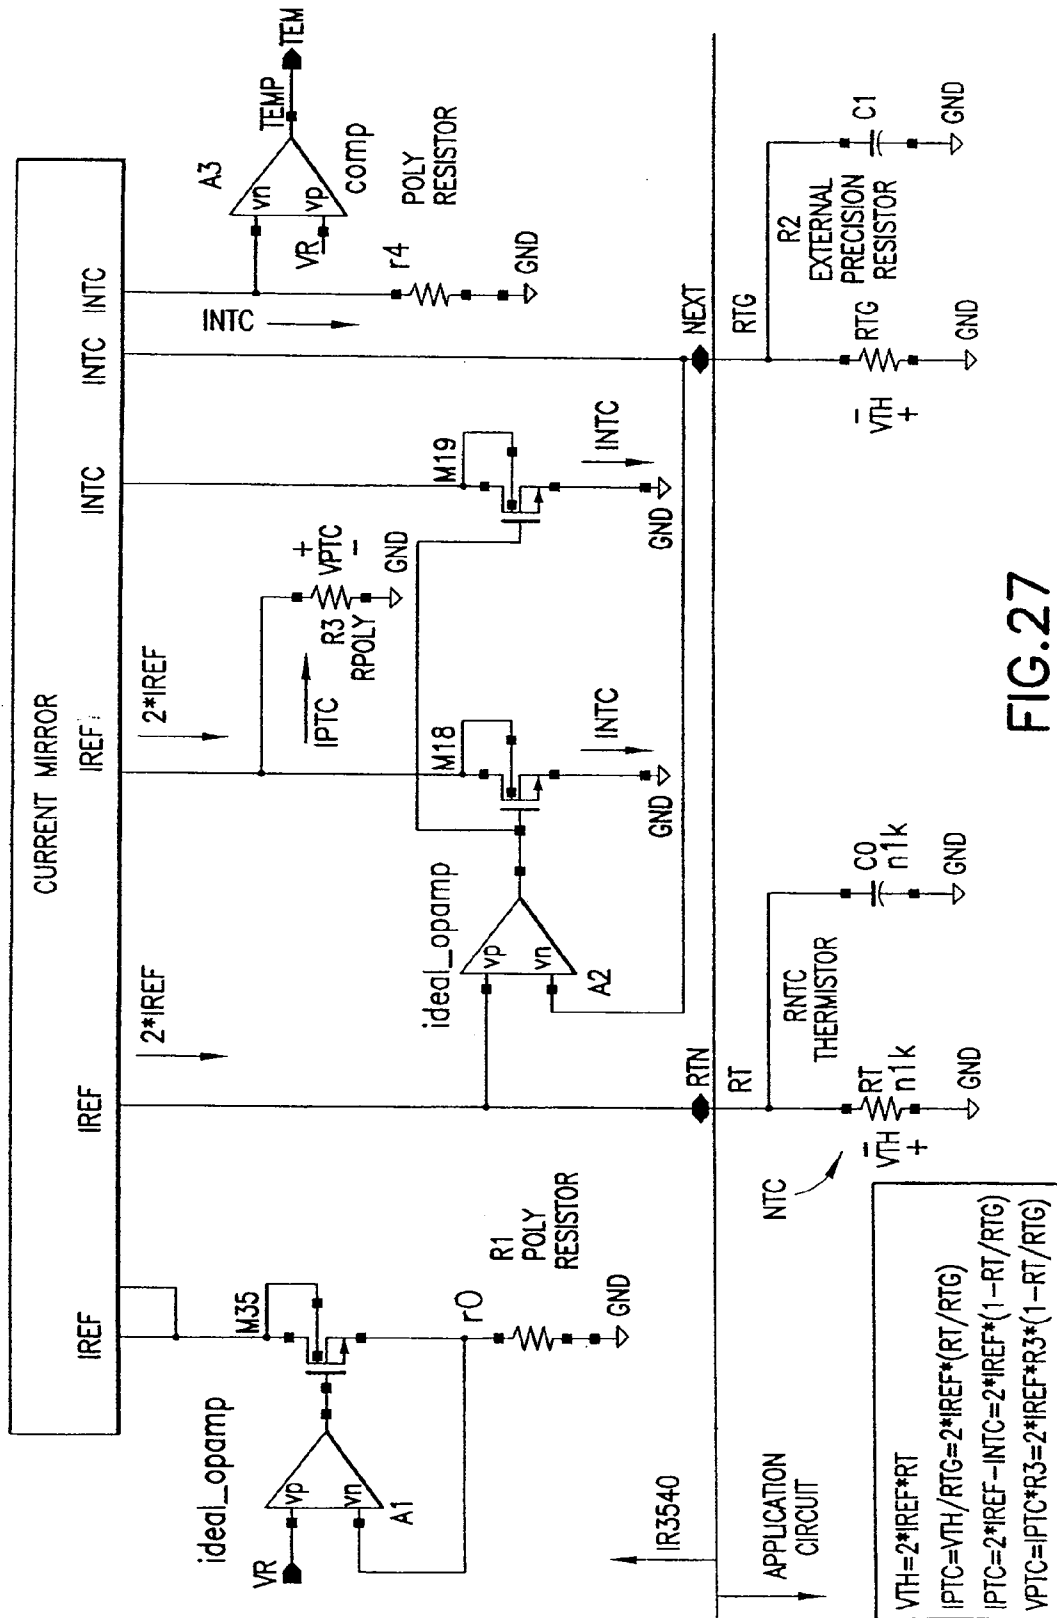 CURRENT MIRROR
IREF
IREF
IREF
INTC
INTC
INTC
2*IREF
2*IREF
ideal_opamp
VR
vp
vn
A1
M35
r0
R1
POLY
RESISTOR
GND
ideal_opamp
vp
vn
A2
M18
INTC
GND
IPTC
R3
RPOLY
+
VPTC
−
GND
M19
INTC
GND
INTC
r4
POLY
RESISTOR
GND
A3
vn
vp
VR
comp
TEMP
TEM
IR3540
APPLICATION
CIRCUIT
RTN
RT
NTC
−
VTH
+
RT
n1k
GND
RNTC
THERMISTOR
C0
n1k
GND
NEXT
RTG
−
VTH
+
RTG
GND
R2
EXTERNAL
PRECISION
RESISTOR
C1
GND
VTH=2*IREF*RT
IPTC=VTH/RTG=2*IREF*(RT/RTG)
IPTC=2*IREF-INTC=2*IREF*(1-RT/RTG)
VPTC=IPTC*R3=2*IREF*R3*(1-RT/RTG)
FIG.27